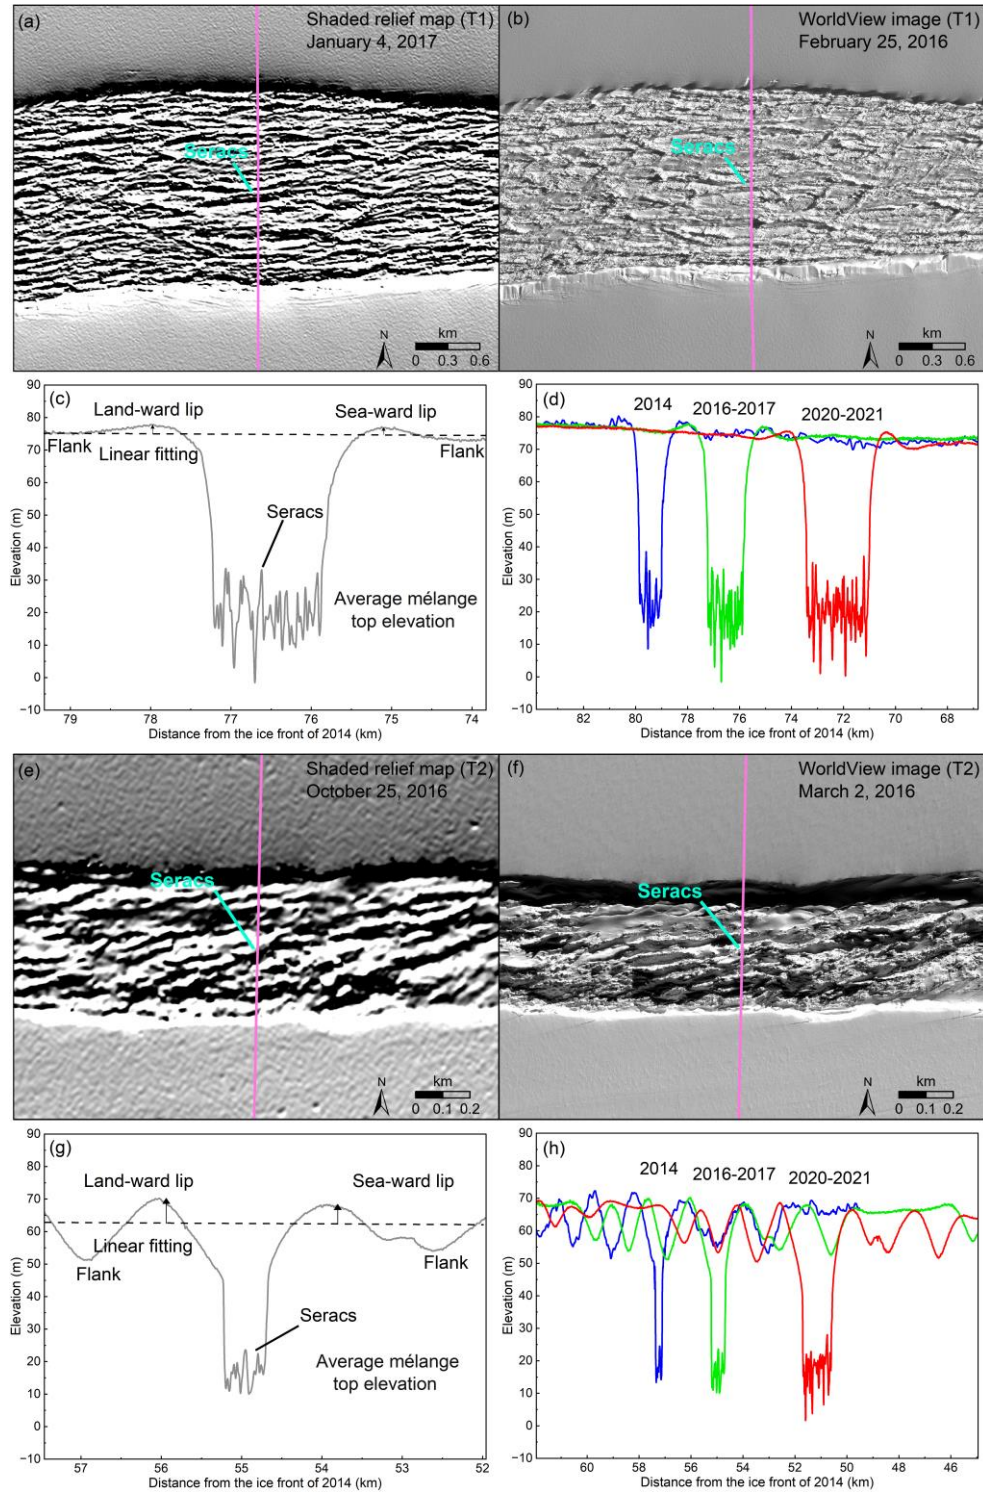 (a)
Shaded relief map (T1)
January 4, 2017
Seracs
N
km
0 0.3 0.6
(b)
WorldView image (T1)
February 25, 2016
Seracs
N
km
0 0.3 0.6
(c)
Land-ward lip
Sea-ward lip
Flank
Linear fitting
Flank
Seracs
Average mélange
top elevation
Elevation (m)
90
80
70
60
50
40
30
20
10
0
−10
79 78 77 76 75 74
Distance from the ice front of 2014 (km)
(d)
2014
2016-2017
2020-2021
Elevation (m)
90
80
70
60
50
40
30
20
10
0
−10
82 80 78 76 74 72 70 68
Distance from the ice front of 2014 (km)
(e)
Shaded relief map (T2)
October 25, 2016
Seracs
N
km
0 0.1 0.2
(f)
WorldView image (T2)
March 2, 2016
Seracs
N
km
0 0.1 0.2
(g)
Land-ward lip
Sea-ward lip
Linear fitting
Flank
Flank
Seracs
Average mélange
top elevation
Elevation (m)
90
80
70
60
50
40
30
20
10
0
−10
57 56 55 54 53 52
Distance from the ice front of 2014 (km)
(h)
2014
2016-2017
2020-2021
Elevation (m)
90
80
70
60
50
40
30
20
10
0
−10
60 58 56 54 52 50 48 46
Distance from the ice front of 2014 (km)